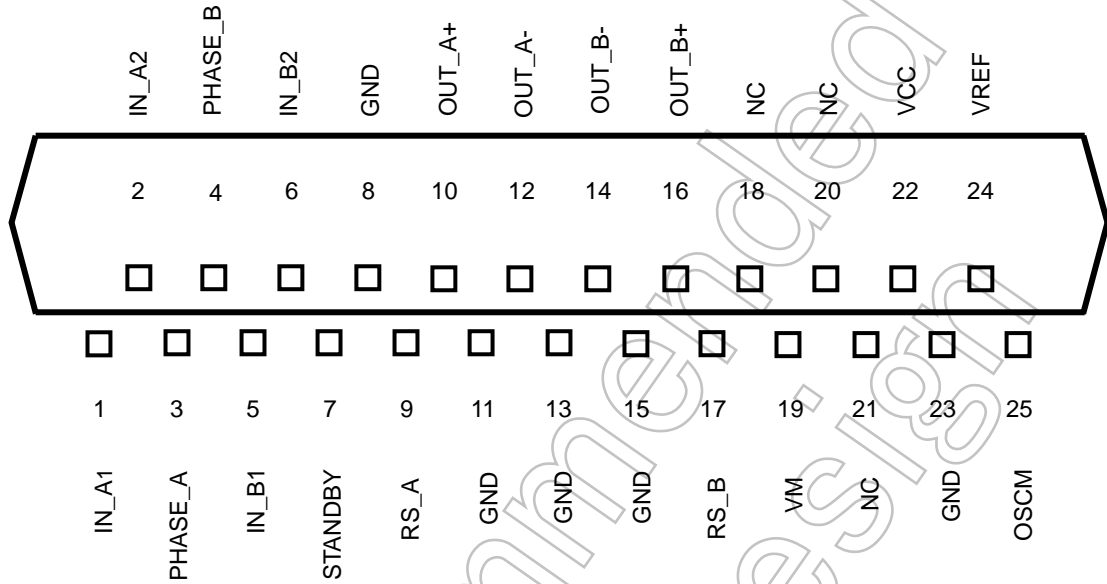 IN_A2 PHASE_B IN_B2 GND OUT_A+ OUT_A- OUT_B- OUT_B+ NC NC VCC VREF
2 4 6 8 10 12 14 16 18 20 22 24
1 3 5 7 9 11 13 15 17 19 21 23 25
IN_A1 PHASE_A IN_B1 STANDBY RS_A GND GND GND RS_B VM NC GND OSCM
mmended
esign